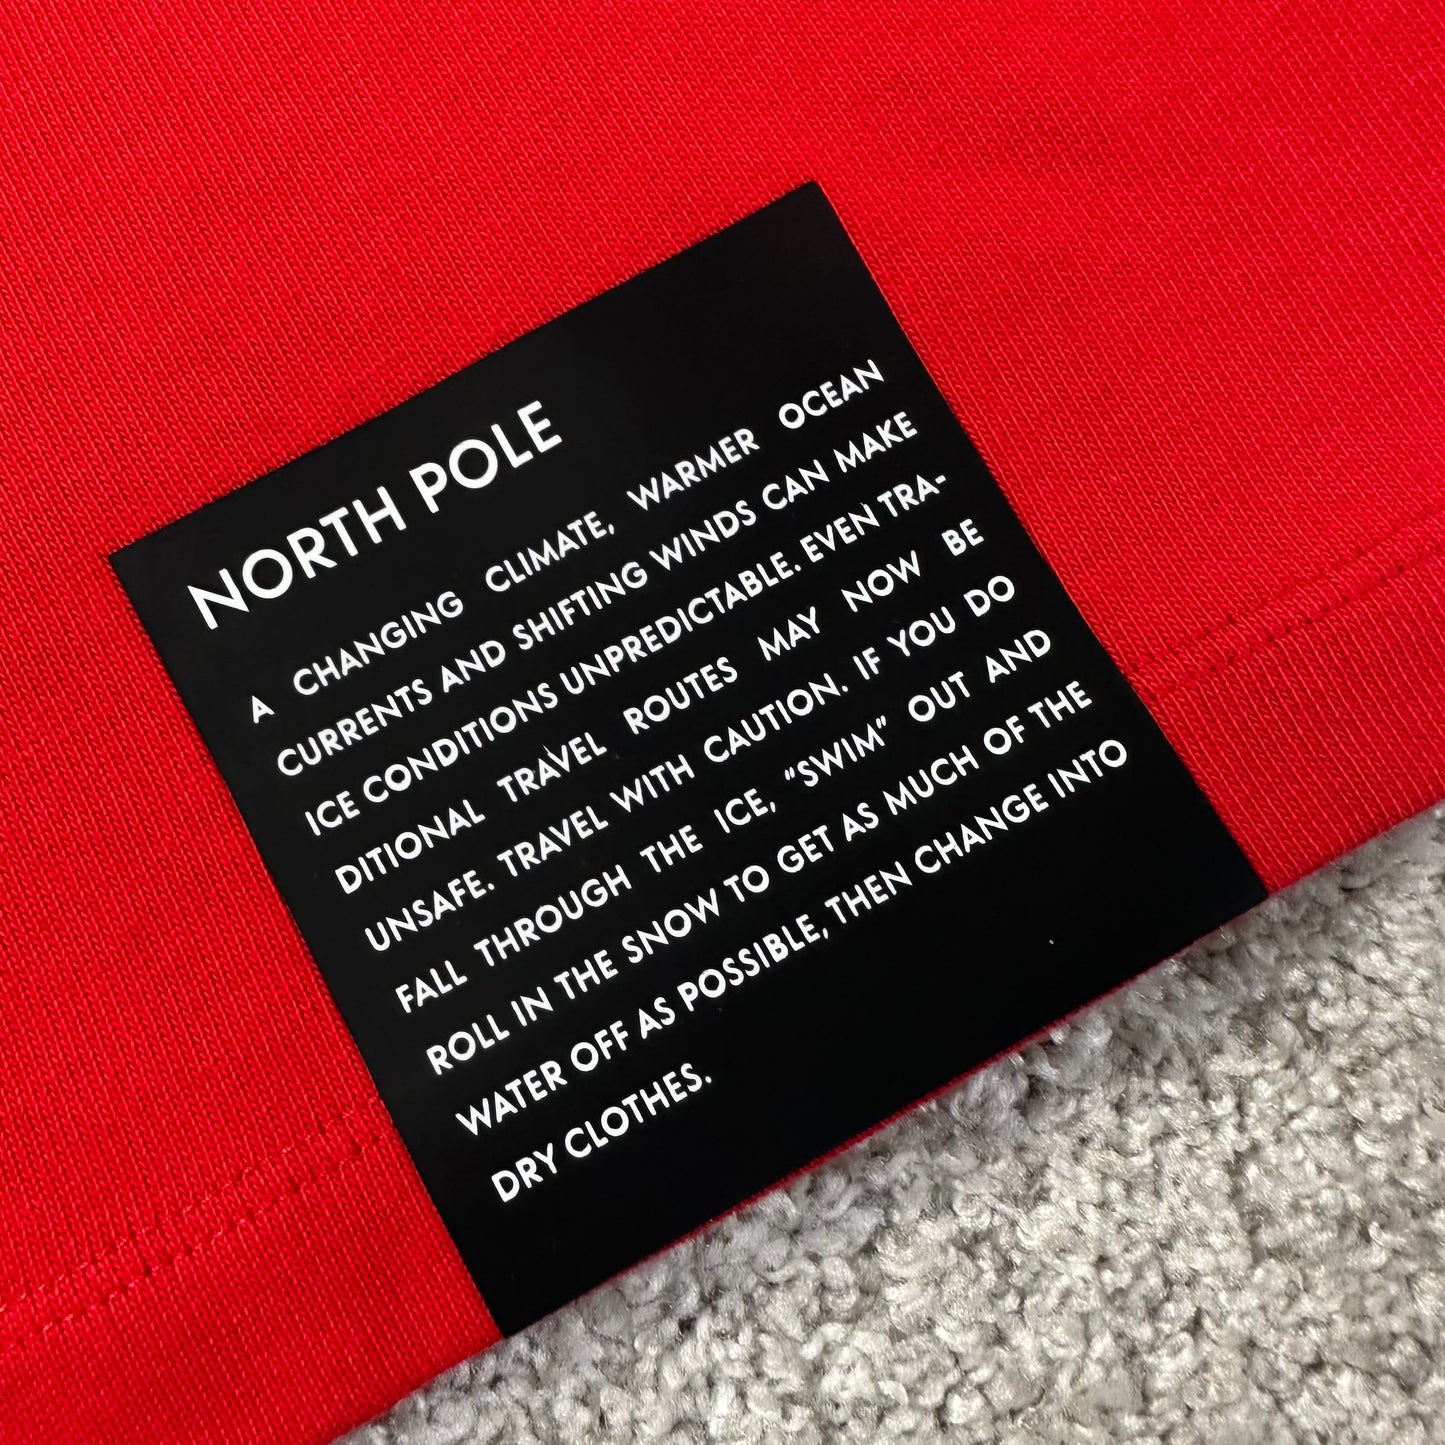 NORTH POLE
A CHANGING CLIMATE, WARMER OCEAN
CURRENTS AND SHIFTING WINDS CAN MAKE
ICE CONDITIONS UNPREDICTABLE. EVEN TRA-
DITIONAL TRAVEL ROUTES MAY NOW BE
UNSAFE. TRAVEL WITH CAUTION. IF YOU DO
FALL THROUGH THE ICE, "SWIM" OUT AND
ROLL IN THE SNOW TO GET AS MUCH OF THE
WATER OFF AS POSSIBLE, THEN CHANGE INTO
DRY CLOTHES.